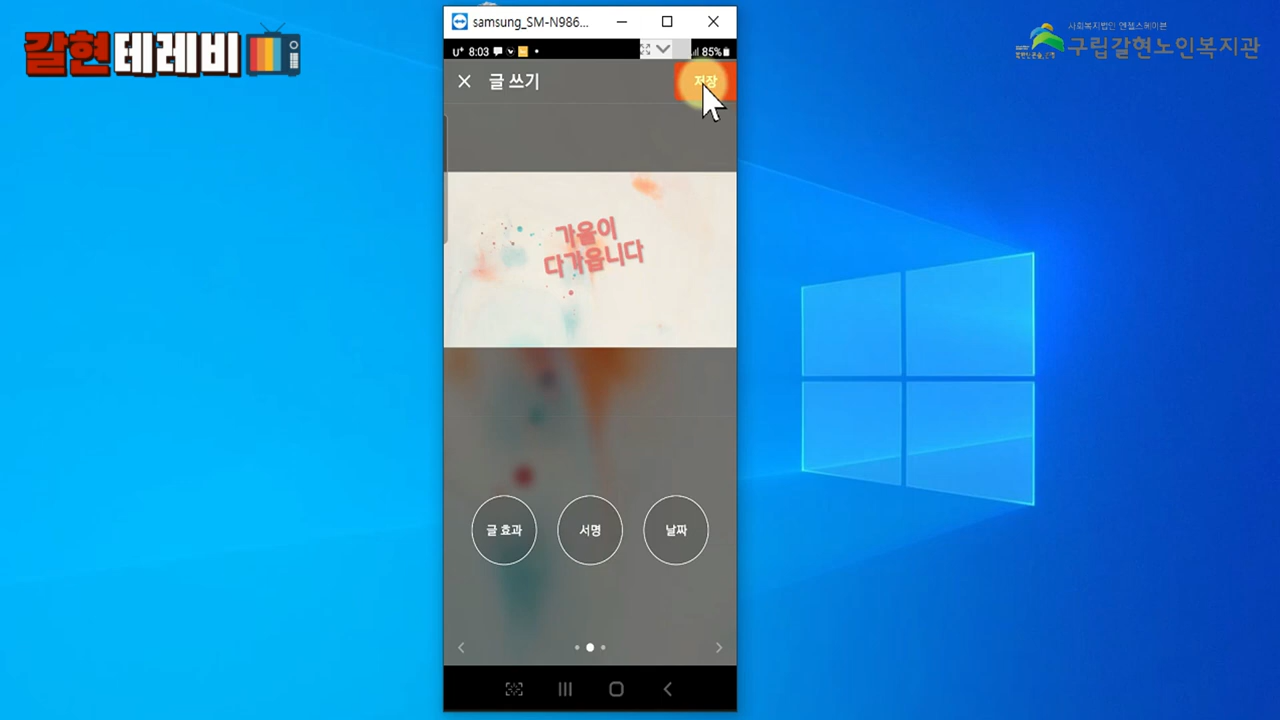 갈현테레비
samsung_SM-N986...
U+ 8:03
85%
글 쓰기
저장
가을이
다가옵니다
글 효과
서명
날짜
사회복지법인 엔젤스헤이븐
구립갈현노인복지관